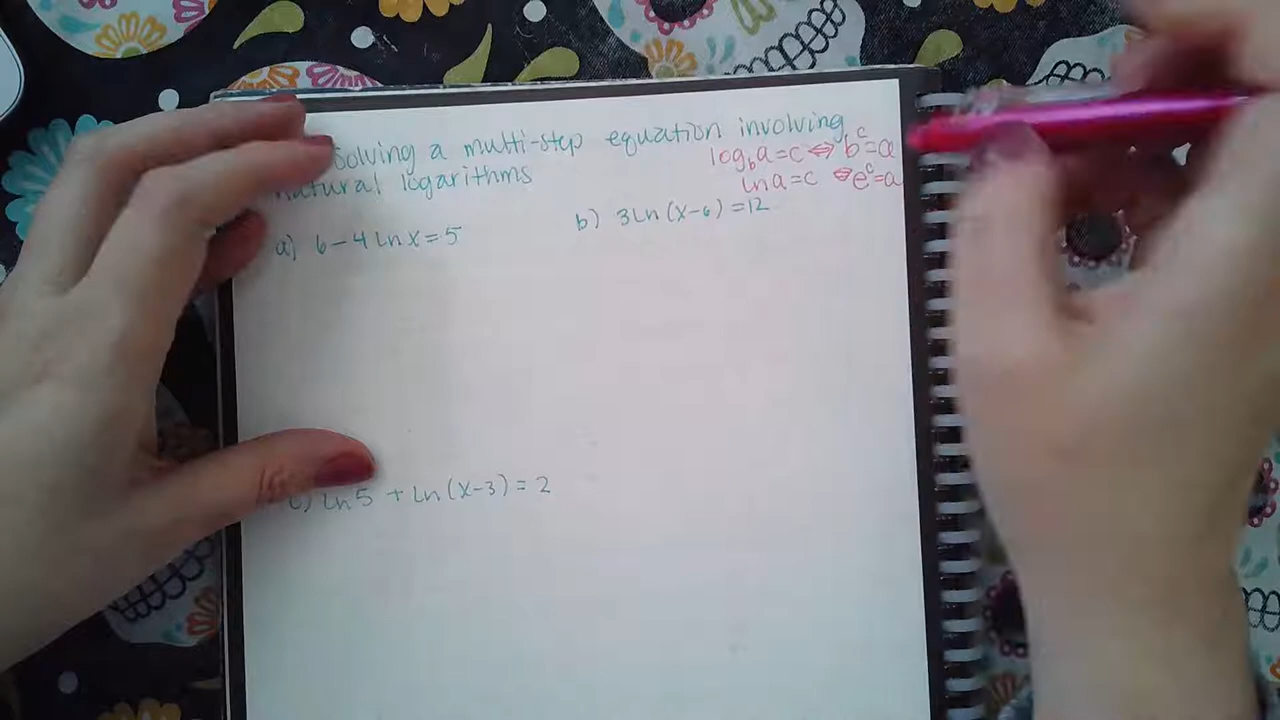 Solving a multi-step equation involving
natural logarithms
log_b a=c ⇔ b^c=a
ln a=c ⇔ e^c=a
a) 6-4 ln x = 5
b) 3 ln (x-6) = 12
c) ln 5 + ln (x-3) = 2